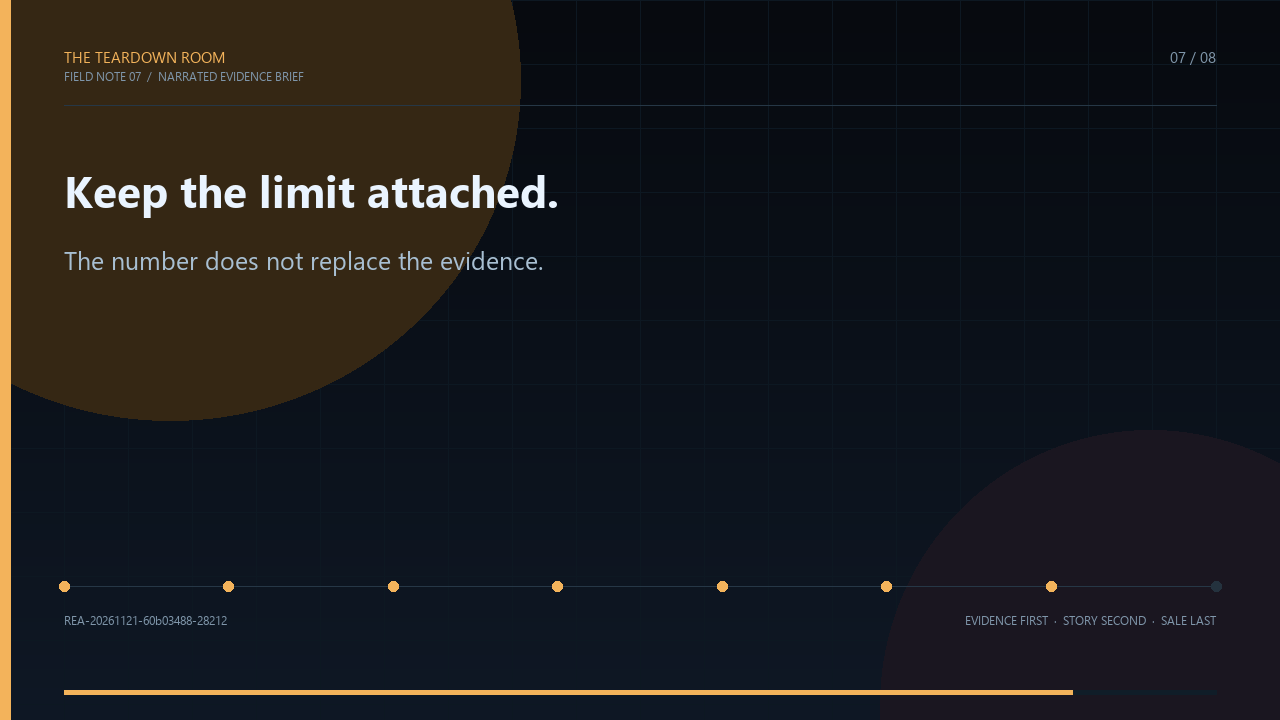 THE TEARDOWN ROOM
FIELD NOTE 07 / NARRATED EVIDENCE BRIEF
07 / 08
Keep the limit attached.
The number does not replace the evidence.
REA-20261121-60b03488-28212
EVIDENCE FIRST · STORY SECOND · SALE LAST